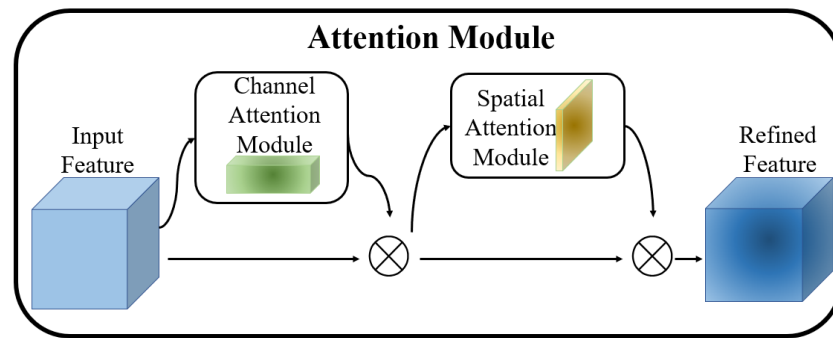 Attention Module
Input
Feature
Channel
Attention
Module
Spatial
Attention
Module
Refined
Feature